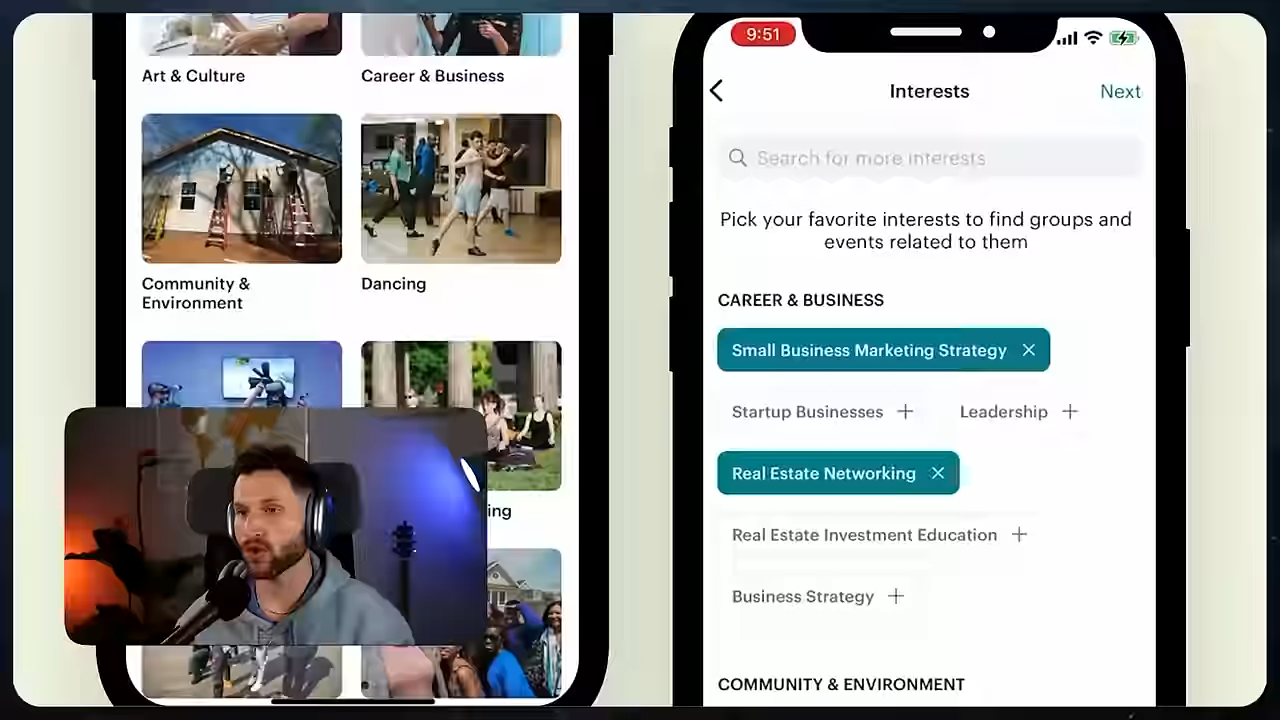 Art & Culture
Career & Business
Community &
Environment
Dancing
ing
9:51
Interests
Next
Search for more interests
Pick your favorite interests to find groups and
events related to them
CAREER & BUSINESS
Small Business Marketing Strategy
Startup Businesses
Leadership
Real Estate Networking
Real Estate Investment Education
Business Strategy
COMMUNITY & ENVIRONMENT